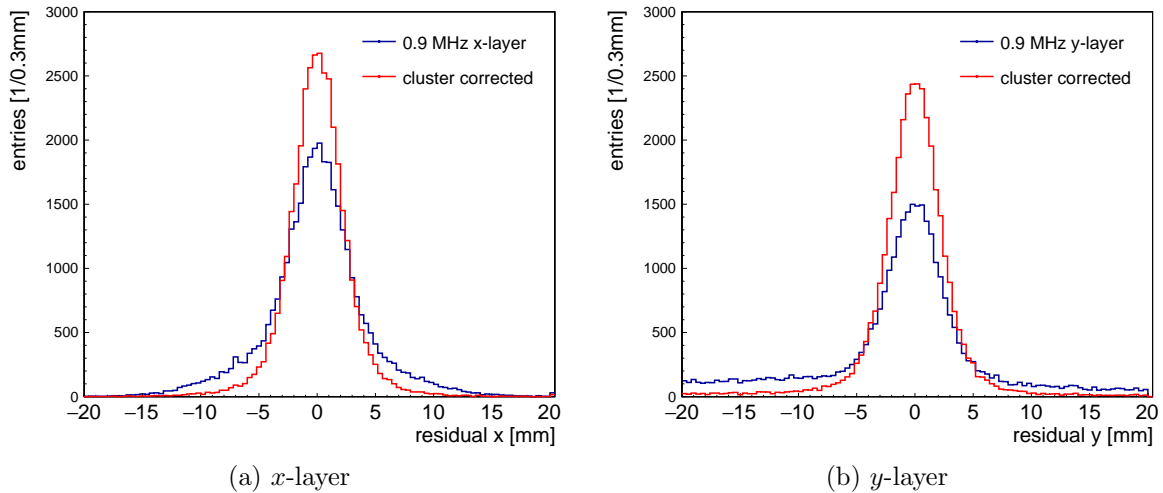 entries [1/0.3mm]
3000
2500
2000
1500
1000
500
0
0.9 MHz x-layer
cluster corrected
−20 −15 −10 −5 0 5 10 15 20
residual x [mm]
(a) x-layer
entries [1/0.3mm]
3000
2500
2000
1500
1000
500
0
0.9 MHz y-layer
cluster corrected
−20 −15 −10 −5 0 5 10 15 20
residual y [mm]
(b) y-layer